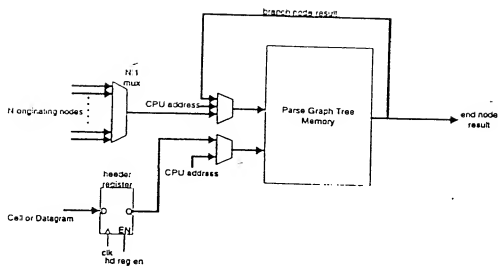 branch node result
N:1
mux
CPU address
N originating nodes
Parse Graph Tree
Memory
end node
result
CPU address
header
register
Cell or Datagram
EN
clk
hd reg en